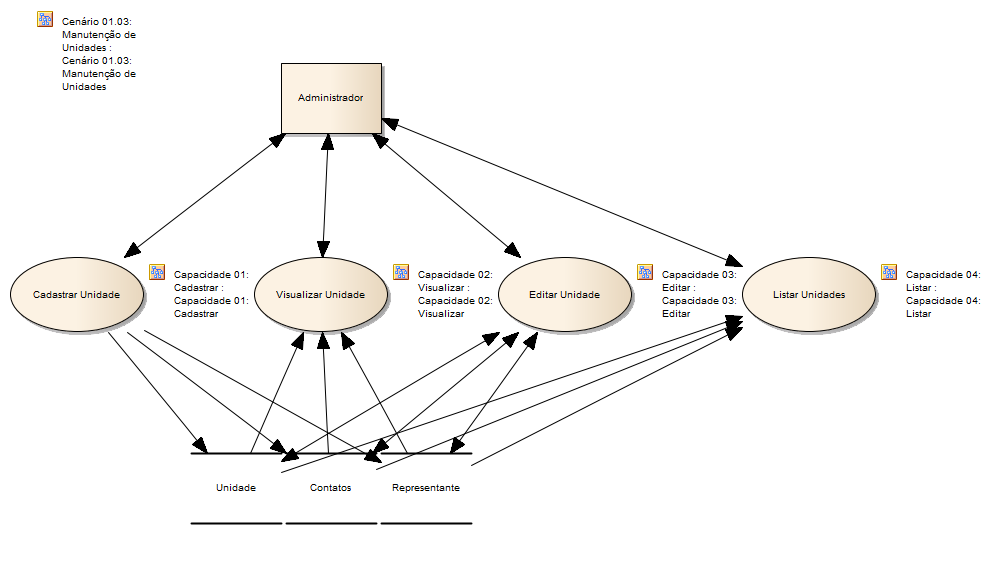 Cenário 01.03:
Manutenção de
Unidades :
Cenário 01.03:
Manutenção de
Unidades
Administrador
Cadastrar Unidade
Capacidade 01:
Cadastrar :
Capacidade 01:
Cadastrar
Visualizar Unidade
Capacidade 02:
Visualizar :
Capacidade 02:
Visualizar
Editar Unidade
Capacidade 03:
Editar :
Capacidade 03:
Editar
Listar Unidades
Capacidade 04:
Listar :
Capacidade 04:
Listar
Unidade
Contatos
Representante